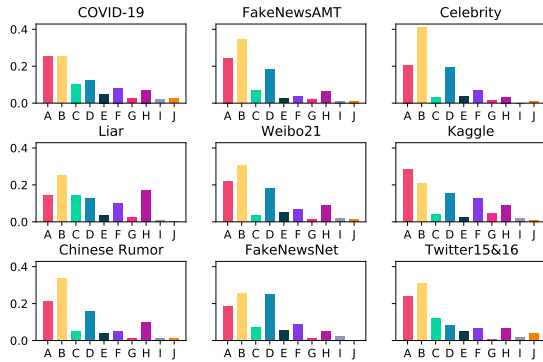 COVID-19 FakeNewsAMT Celebrity
0.4
0.2
0.0
A B C D E F G H I J A B C D E F G H I J A B C D E F G H I J
Liar Weibo21 Kaggle
0.4
0.2
0.0
A B C D E F G H I J A B C D E F G H I J A B C D E F G H I J
Chinese Rumor FakeNewsNet Twitter15&16
0.4
0.2
0.0
A B C D E F G H I J A B C D E F G H I J A B C D E F G H I J